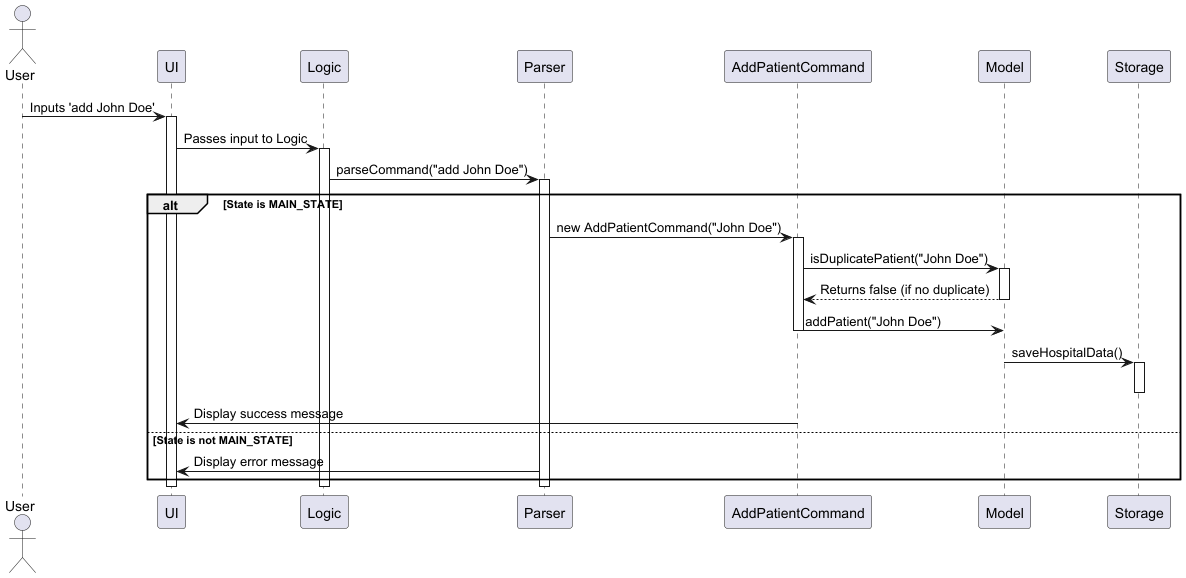 User
UI
Logic
Parser
AddPatientCommand
Model
Storage
Inputs 'add John Doe'
Passes input to Logic
parseCommand("add John Doe")
alt
[State is MAIN_STATE]
new AddPatientCommand("John Doe")
isDuplicatePatient("John Doe")
Returns false (if no duplicate)
addPatient("John Doe")
saveHospitalData()
Display success message
[State is not MAIN_STATE]
Display error message
User
UI
Logic
Parser
AddPatientCommand
Model
Storage